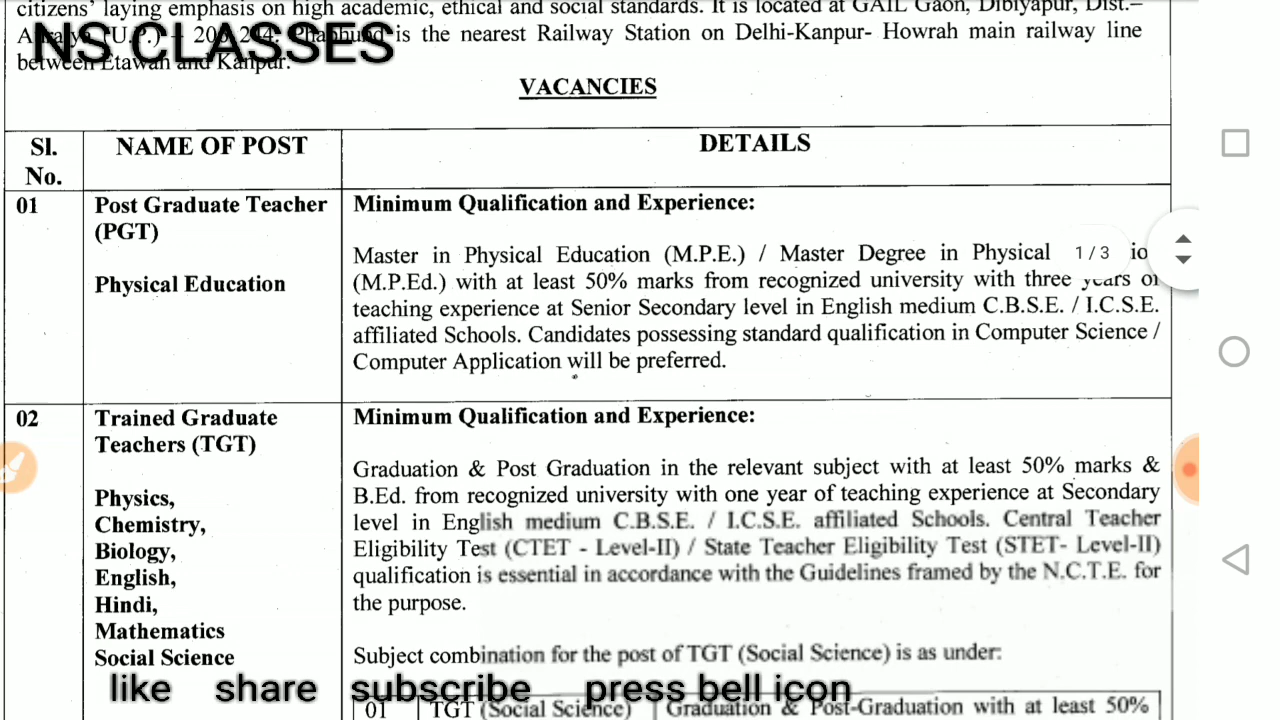 citizens' laying emphasis on high academic, ethical and social standards. It is located at GAIL Gaon, Dibiyapur, Dist.–
NS CLASSES
(U.P.) – 206 244. Phaphund is the nearest Railway Station on Delhi-Kanpur- Howrah main railway line
between Etawah and Kanpur.
VACANCIES
Sl. No.
NAME OF POST
DETAILS
01
Post Graduate Teacher
(PGT)
Physical Education
Minimum Qualification and Experience:
Master in Physical Education (M.P.E.) / Master Degree in Physical
1/3
(M.P.Ed.) with at least 50% marks from recognized university with three years of
teaching experience at Senior Secondary level in English medium C.B.S.E. / I.C.S.E.
affiliated Schools. Candidates possessing standard qualification in Computer Science /
Computer Application will be preferred.
02
Trained Graduate
Teachers (TGT)
Physics,
Chemistry,
Biology,
English,
Hindi,
Mathematics
Social Science
Minimum Qualification and Experience:
Graduation & Post Graduation in the relevant subject with at least 50% marks &
B.Ed. from recognized university with one year of teaching experience at Secondary
level in English medium C.B.S.E. / I.C.S.E. affiliated Schools. Central Teacher
Eligibility Test (CTET - Level-II) / State Teacher Eligibility Test (STET- Level-II)
qualification is essential in accordance with the Guidelines framed by the N.C.T.E. for
the purpose.
Subject combination for the post of TGT (Social Science) is as under:
like share subscribe press bell icon
01 TGT (Social Science) Graduation & Post-Graduation with at least 50%